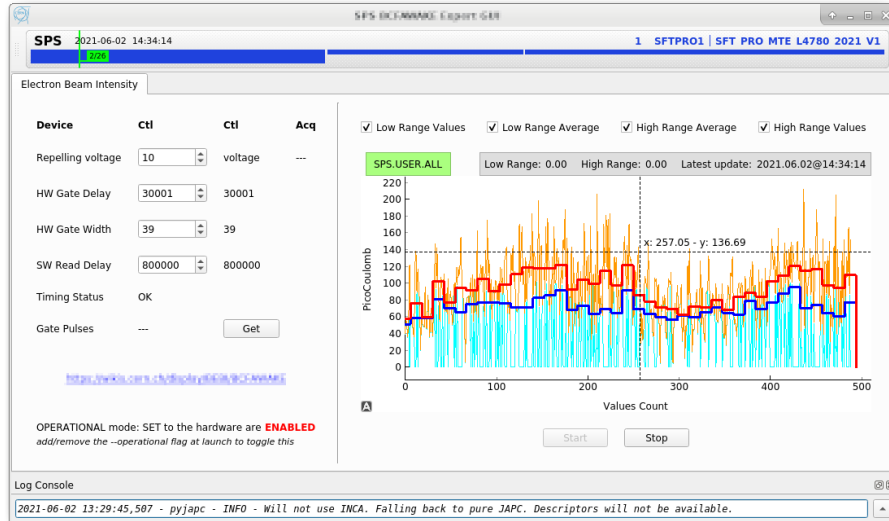 SPS 2021-06-02 14:34:14 1 SFTPRO1 | SFT PRO MTE L4780 2021 V1
2/26
Electron Beam Intensity
Device Ctl Ctl Acq
Repelling voltage 10 voltage ---
HW Gate Delay 30001 30001
HW Gate Width 39 39
SW Read Delay 800000 800000
Timing Status OK
Gate Pulses --- Get
OPERATIONAL mode: SET to the hardware are ENABLED
add/remove the --operational flag at launch to toggle this
Low Range Values Low Range Average High Range Average High Range Values
SPS.USER.ALL Low Range: 0.00 High Range: 0.00 Latest update: 2021.06.02@14:34:14
220
200
180
160
140
120
100
80
60
40
20
0
PicoCoulomb
x: 257.05 - y: 136.69
0 100 200 300 400 500
Values Count
A
Start Stop
Log Console
2021-06-02 13:29:45,507 - pyjapc - INFO - Will not use INCA. Falling back to pure JAPC. Descriptors will not be available.